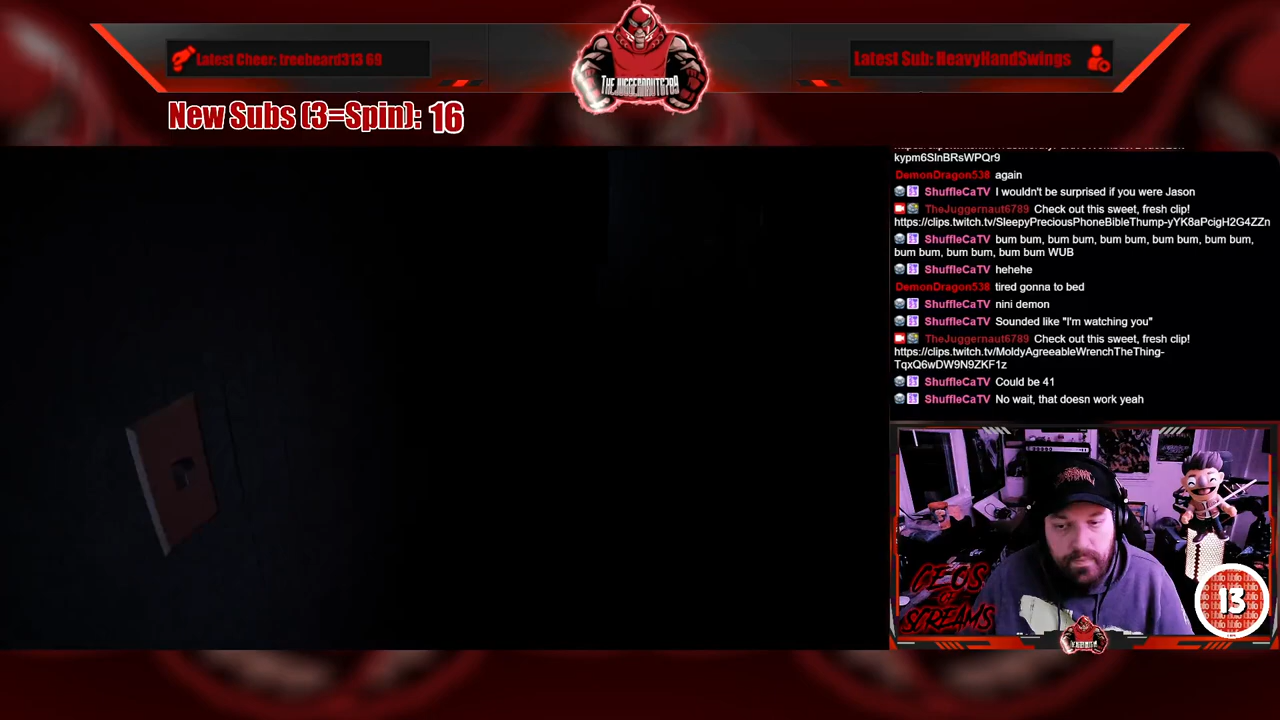 Latest Cheer: treebeard313 69
THEJUGGERNAUT6789
Latest Sub: HeavyHandSwings
New Subs (3=Spin): 16
kypm6SlnBRsWPQr9
DemonDragon538 again
ShuffleCaTV I wouldn't be surprised if you were Jason
TheJuggernaut6789 Check out this sweet, fresh clip!
https://clips.twitch.tv/SleepyPreciousPhoneBibleThump-yYK8aPcigH2G4ZZn
ShuffleCaTV bum bum, bum bum, bum bum, bum bum, bum bum,
bum bum, bum bum, bum bum WUB
ShuffleCaTV hehehe
DemonDragon538 tired gonna to bed
ShuffleCaTV nini demon
ShuffleCaTV Sounded like "I'm watching you"
TheJuggernaut6789 Check out this sweet, fresh clip!
https://clips.twitch.tv/MoldyAgreeableWrenchTheThing-
TqxQ6wDW9N9ZKF1z
ShuffleCaTV Could be 41
ShuffleCaTV No wait, that doesn work yeah
SCREAMS
13